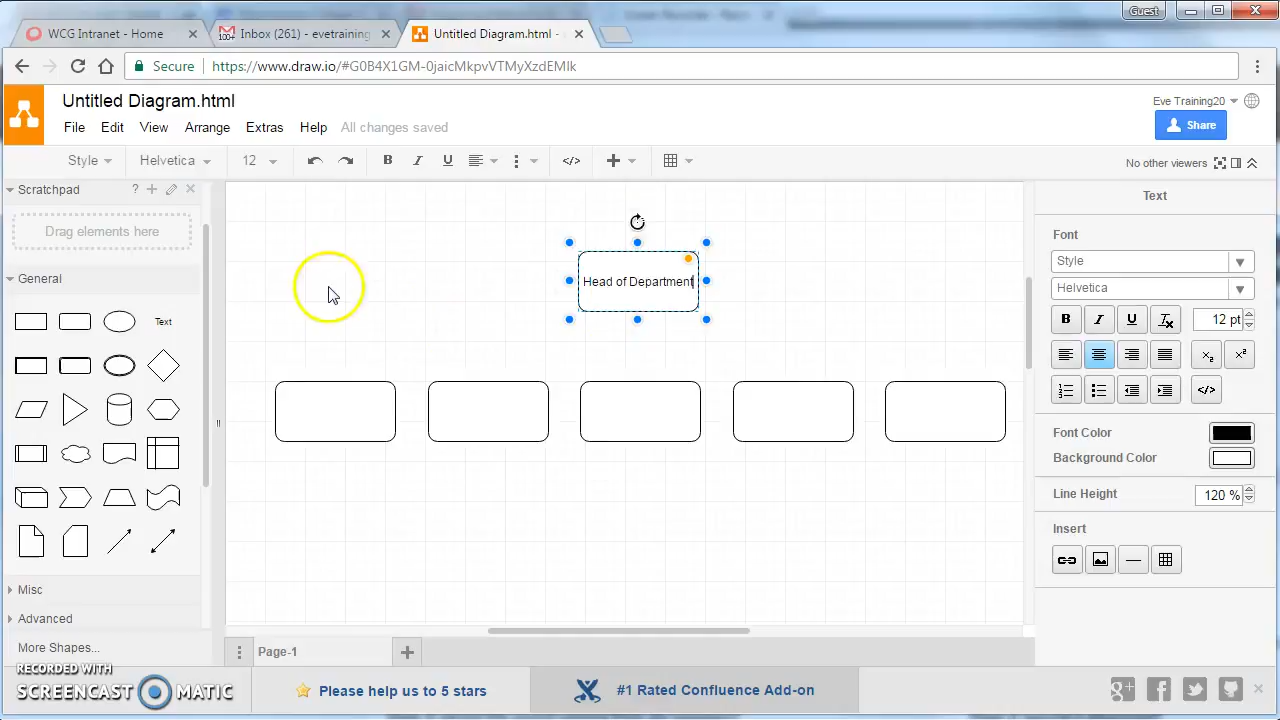 Guest
WCG Intranet - Home
Inbox (261) - evetraining
Untitled Diagram.html -
Secure
https://www.draw.io/#G0B4X1GM-0jaicMkpvVTMyXzdEMlk
Untitled Diagram.html
Eve Training20
File Edit View Arrange Extras Help All changes saved
Share
Style Helvetica 12
No other viewers
Scratchpad
Drag elements here
General
Text
Misc
Advanced
More Shapes...
Head of Department
Text
Font
Style
Helvetica
B I U T 12 pt
Font Color
Background Color
Line Height 120 %
Insert
Page-1
RECORDED WITH
SCREENCAST MATIC
Please help us to 5 stars
#1 Rated Confluence Add-on